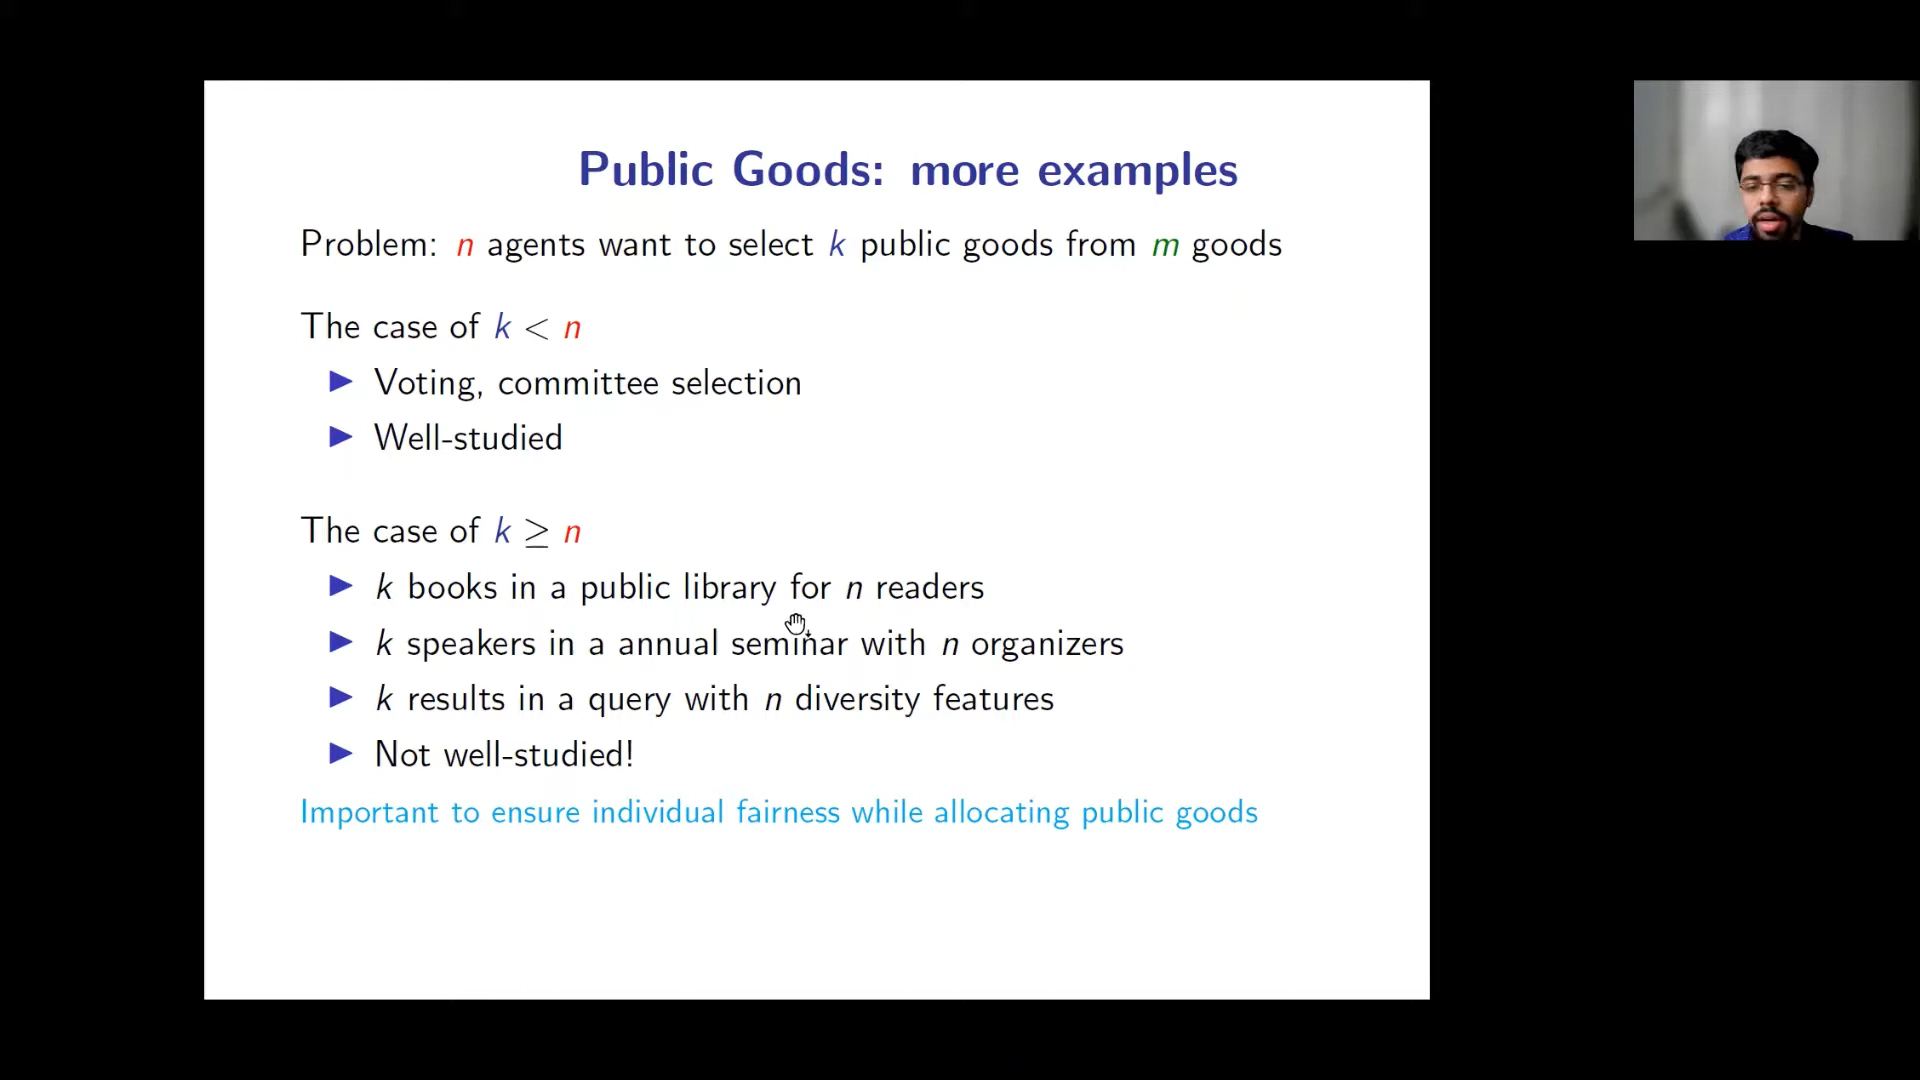 Public Goods: more examples
Problem: n agents want to select k public goods from m goods
The case of k < n
▶ Voting, committee selection
▶ Well-studied
The case of k ≥ n
▶ k books in a public library for n readers
▶ k speakers in a annual seminar with n organizers
▶ k results in a query with n diversity features
▶ Not well-studied!
Important to ensure individual fairness while allocating public goods